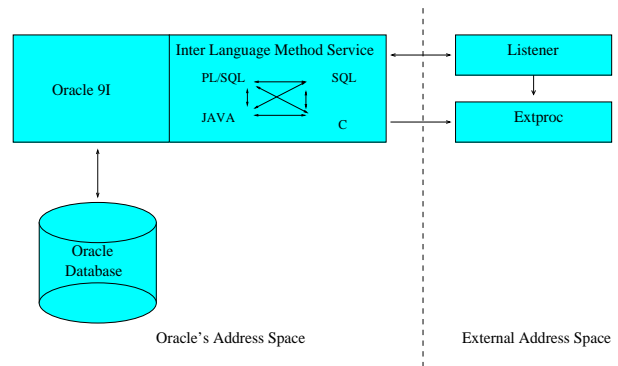 Inter Language Method Service
Listener
PL/SQL
SQL
Oracle 9I
JAVA
C
Extproc
Oracle
Database
Oracle's Address Space
External Address Space